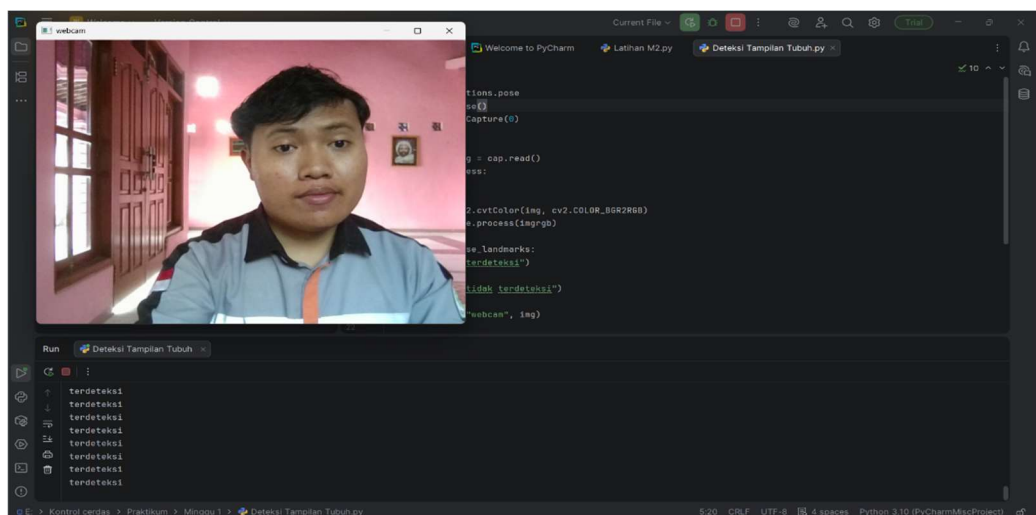 webcam
Current File
Trial
Welcome to PyCharm
Latihan M2.py
Deteksi Tampilan Tubuh.py
10
tions.pose
se()
Capture(0)
g = cap.read()
ess:
2.cvtColor(img, cv2.COLOR_BGR2RGB)
e.process(imgrgb)
se_landmarks:
terdeteksi")
tidak terdeteksi")
"webcam", img)
22
Run
Deteksi Tampilan Tubuh
terdeteksi
terdeteksi
terdeteksi
terdeteksi
terdeteksi
terdeteksi
terdeteksi
terdeteksi
E: > Kontrol cerdas > Praktikum > Minggu 1 > Deteksi Tampilan Tubuh.py
5:20 CRLF UTF-8 4 spaces Python 3.10 (PyCharmMiscProject)